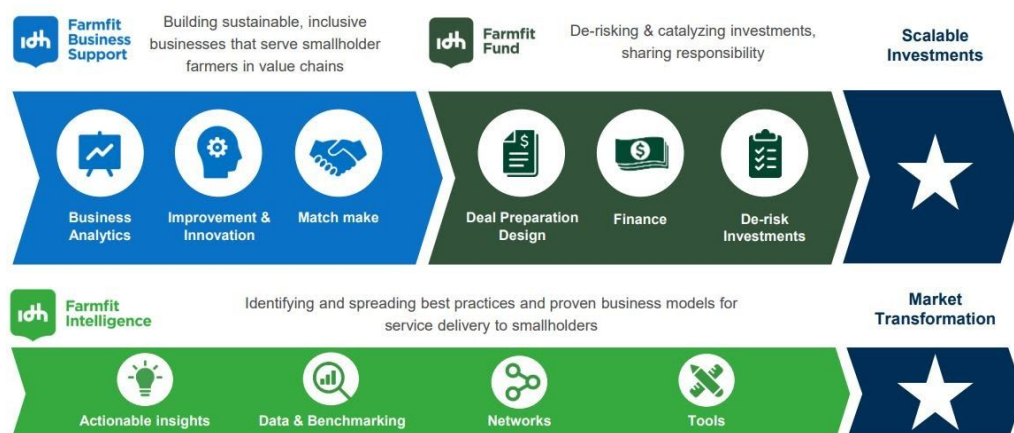 idh
Farmfit
Business
Support
Building sustainable, inclusive
businesses that serve smallholder
farmers in value chains
idh
Farmfit
Fund
De-risking & catalyzing investments,
sharing responsibility
Scalable
Investments
Business
Analytics
Improvement &
Innovation
Match make
$
Deal Preparation
Design
$
Finance
De-risk
Investments
idh
Farmfit
Intelligence
Identifying and spreading best practices and proven business models for
service delivery to smallholders
Market
Transformation
Actionable insights
Data & Benchmarking
Networks
Tools